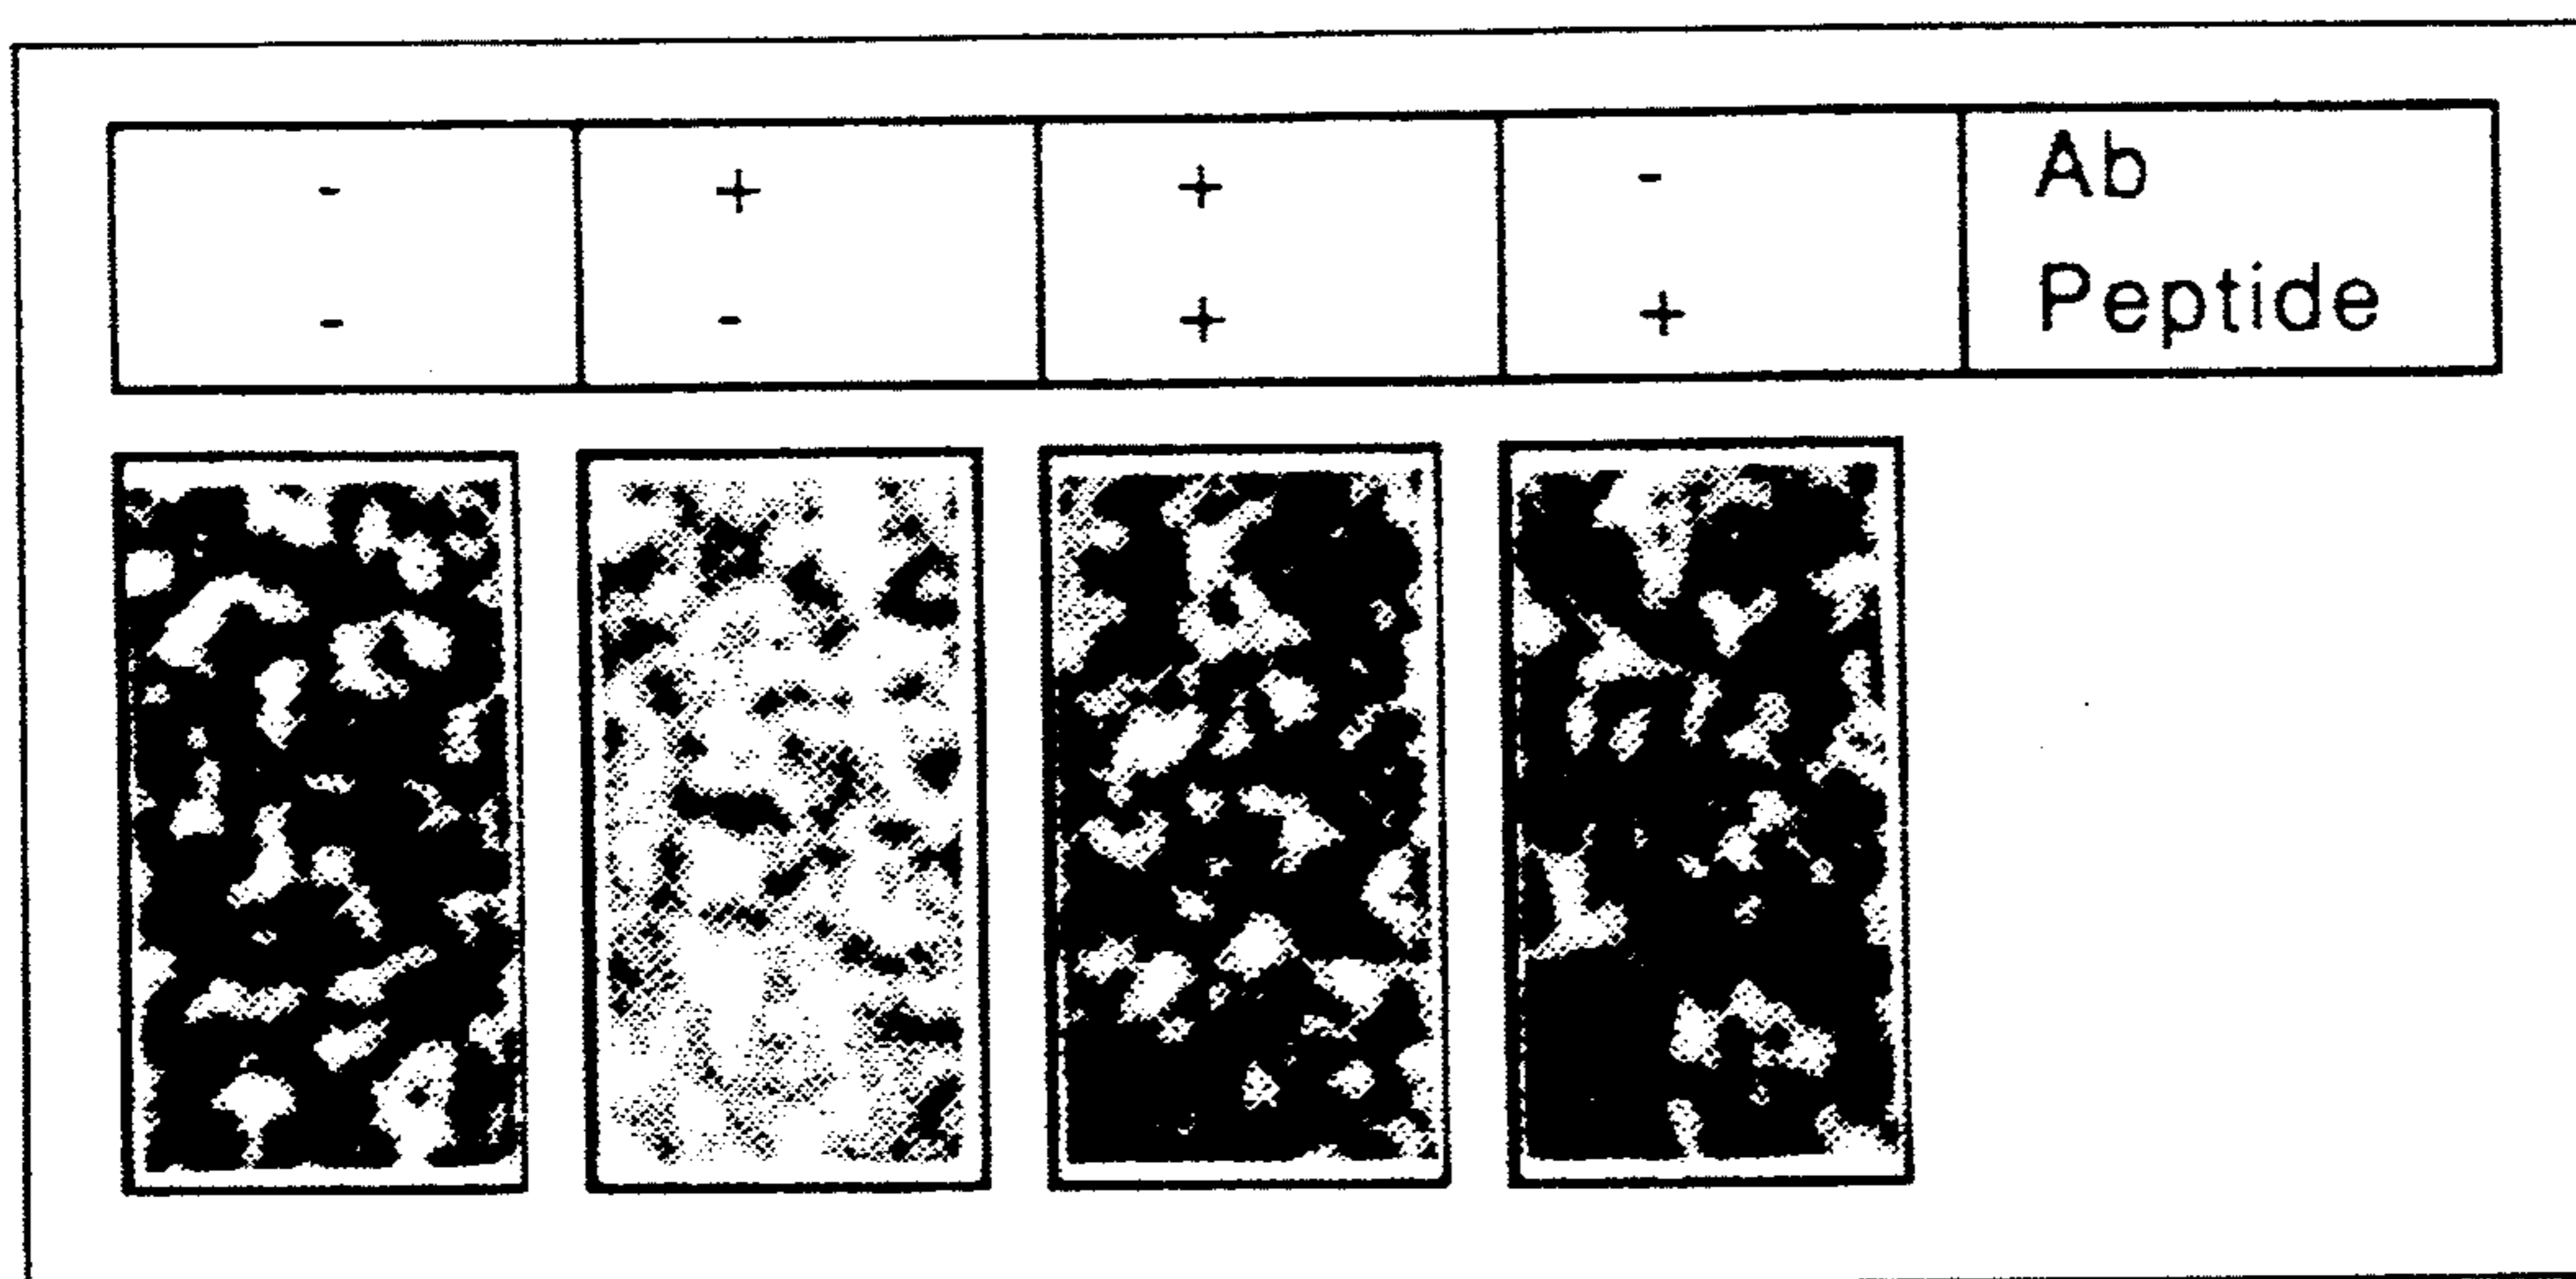 - + + - Ab
- - + + Peptide